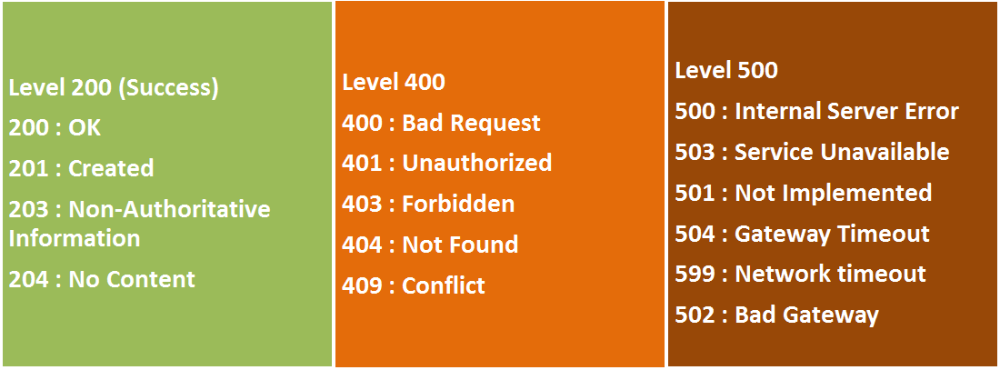 Level 200 (Success)
200 : OK
201 : Created
203 : Non-Authoritative
Information
204 : No Content
Level 400
400 : Bad Request
401 : Unauthorized
403 : Forbidden
404 : Not Found
409 : Conflict
Level 500
500 : Internal Server Error
503 : Service Unavailable
501 : Not Implemented
504 : Gateway Timeout
599 : Network timeout
502 : Bad Gateway